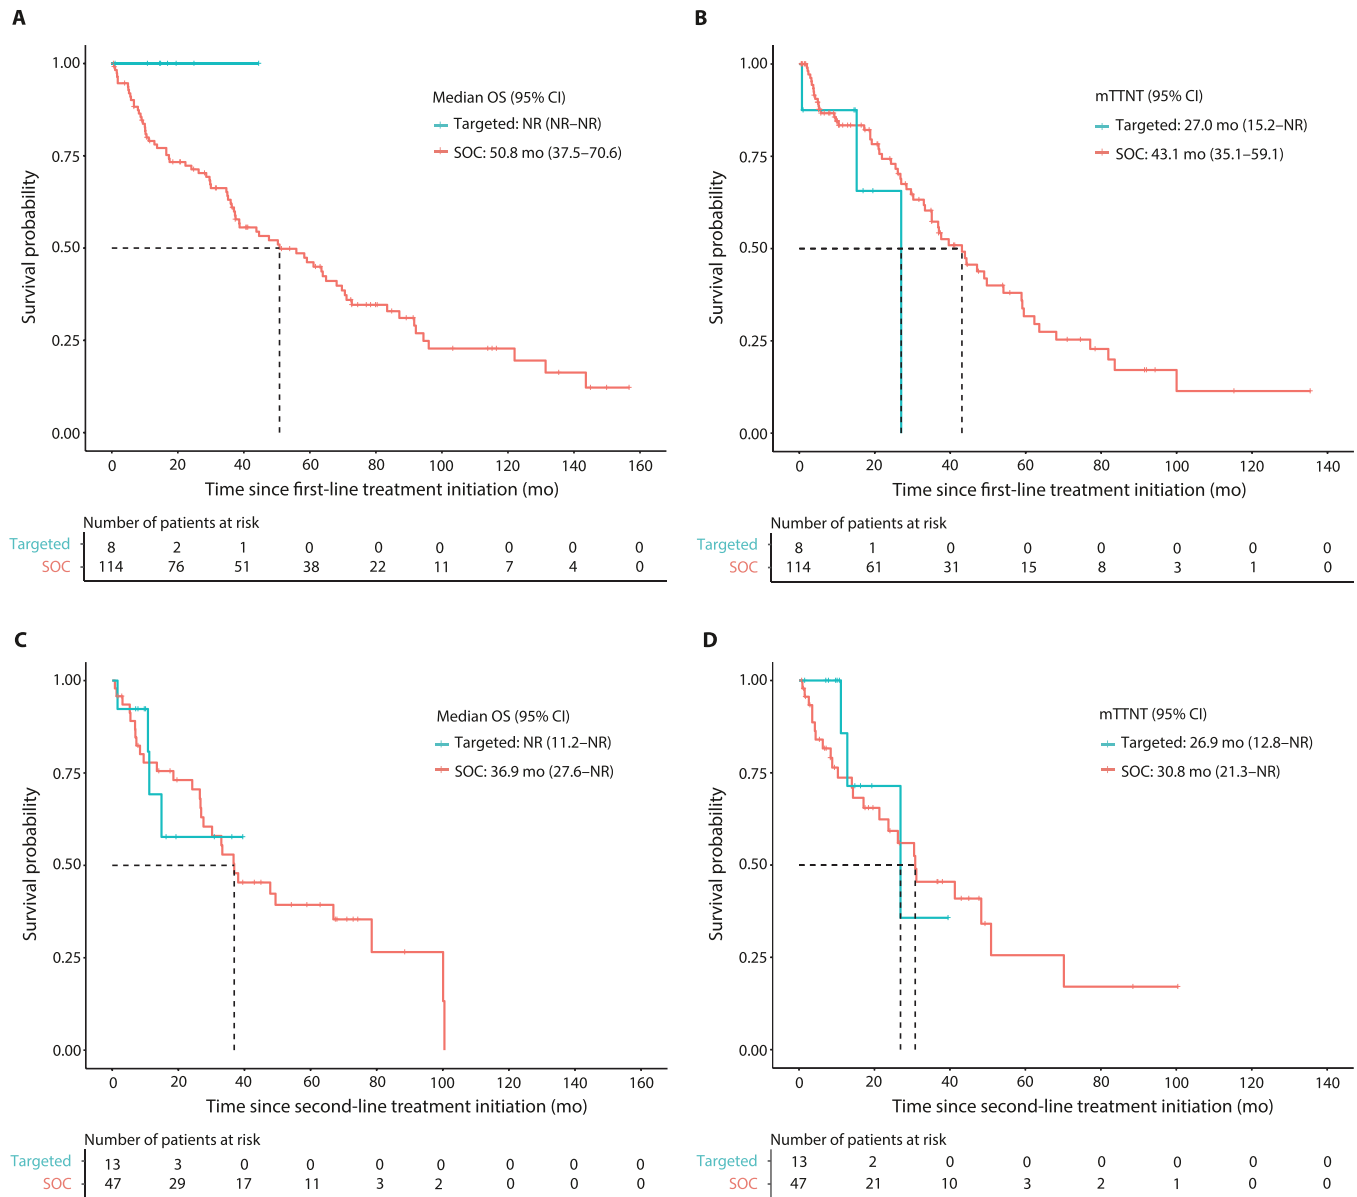 A
Median OS (95% CI)
Targeted: NR (NR–NR)
SOC: 50.8 mo (37.5–70.6)
Survival probability
1.00
0.75
0.50
0.25
0.00
0 20 40 60 80 100 120 140 160
Time since first-line treatment initiation (mo)
Number of patients at risk
Targeted 8 2 1 0 0 0 0 0 0
SOC 114 76 51 38 22 11 7 4 0
B
mTTNT (95% CI)
Targeted: 27.0 mo (15.2–NR)
SOC: 43.1 mo (35.1–59.1)
Survival probability
1.00
0.75
0.50
0.25
0.00
0 20 40 60 80 100 120 140
Time since first-line treatment initiation (mo)
Number of patients at risk
Targeted 8 1 0 0 0 0 0 0
SOC 114 61 31 15 8 3 1 0
C
Median OS (95% CI)
Targeted: NR (11.2–NR)
SOC: 36.9 mo (27.6–NR)
Survival probability
1.00
0.75
0.50
0.25
0.00
0 20 40 60 80 100 120 140 160
Time since second-line treatment initiation (mo)
Number of patients at risk
Targeted 13 3 0 0 0 0 0 0 0
SOC 47 29 17 11 3 2 0 0 0
D
mTTNT (95% CI)
Targeted: 26.9 mo (12.8–NR)
SOC: 30.8 mo (21.3–NR)
Survival probability
1.00
0.75
0.50
0.25
0.00
0 20 40 60 80 100 120 140
Time since second-line treatment initiation (mo)
Number of patients at risk
Targeted 13 2 0 0 0 0 0 0
SOC 47 21 10 3 2 1 0 0